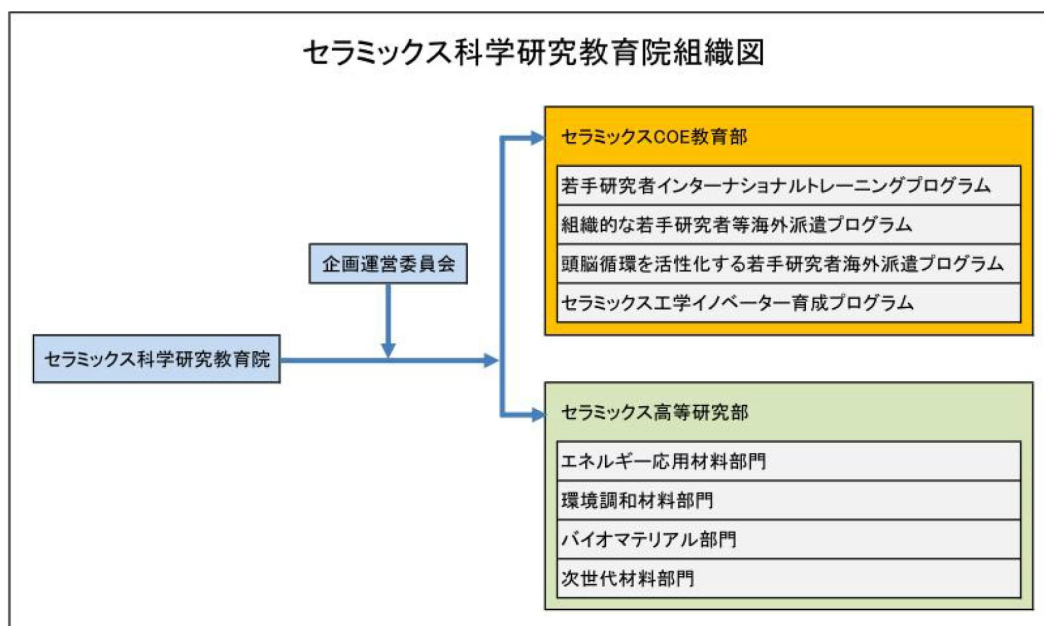 セラミックス科学研究教育院組織図
セラミックスCOE教育部
若手研究者インターナショナルトレーニングプログラム
組織的な若手研究者等海外派遣プログラム
頭脳循環を活性化する若手研究者海外派遣プログラム
セラミックス工学イノベーター育成プログラム
企画運営委員会
セラミックス科学研究教育院
セラミックス高等研究部
エネルギー応用材料部門
環境調和材料部門
バイオマテリアル部門
次世代材料部門